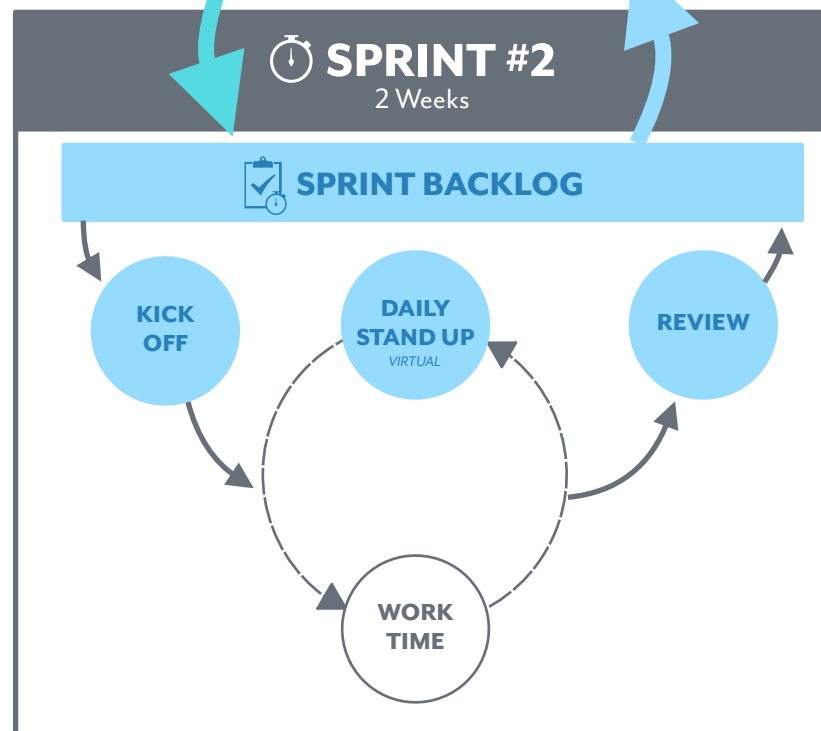 SPRINT #2
2 Weeks
SPRINT BACKLOG
KICK
OFF
DAILY
STAND UP
VIRTUAL
REVIEW
WORK
TIME